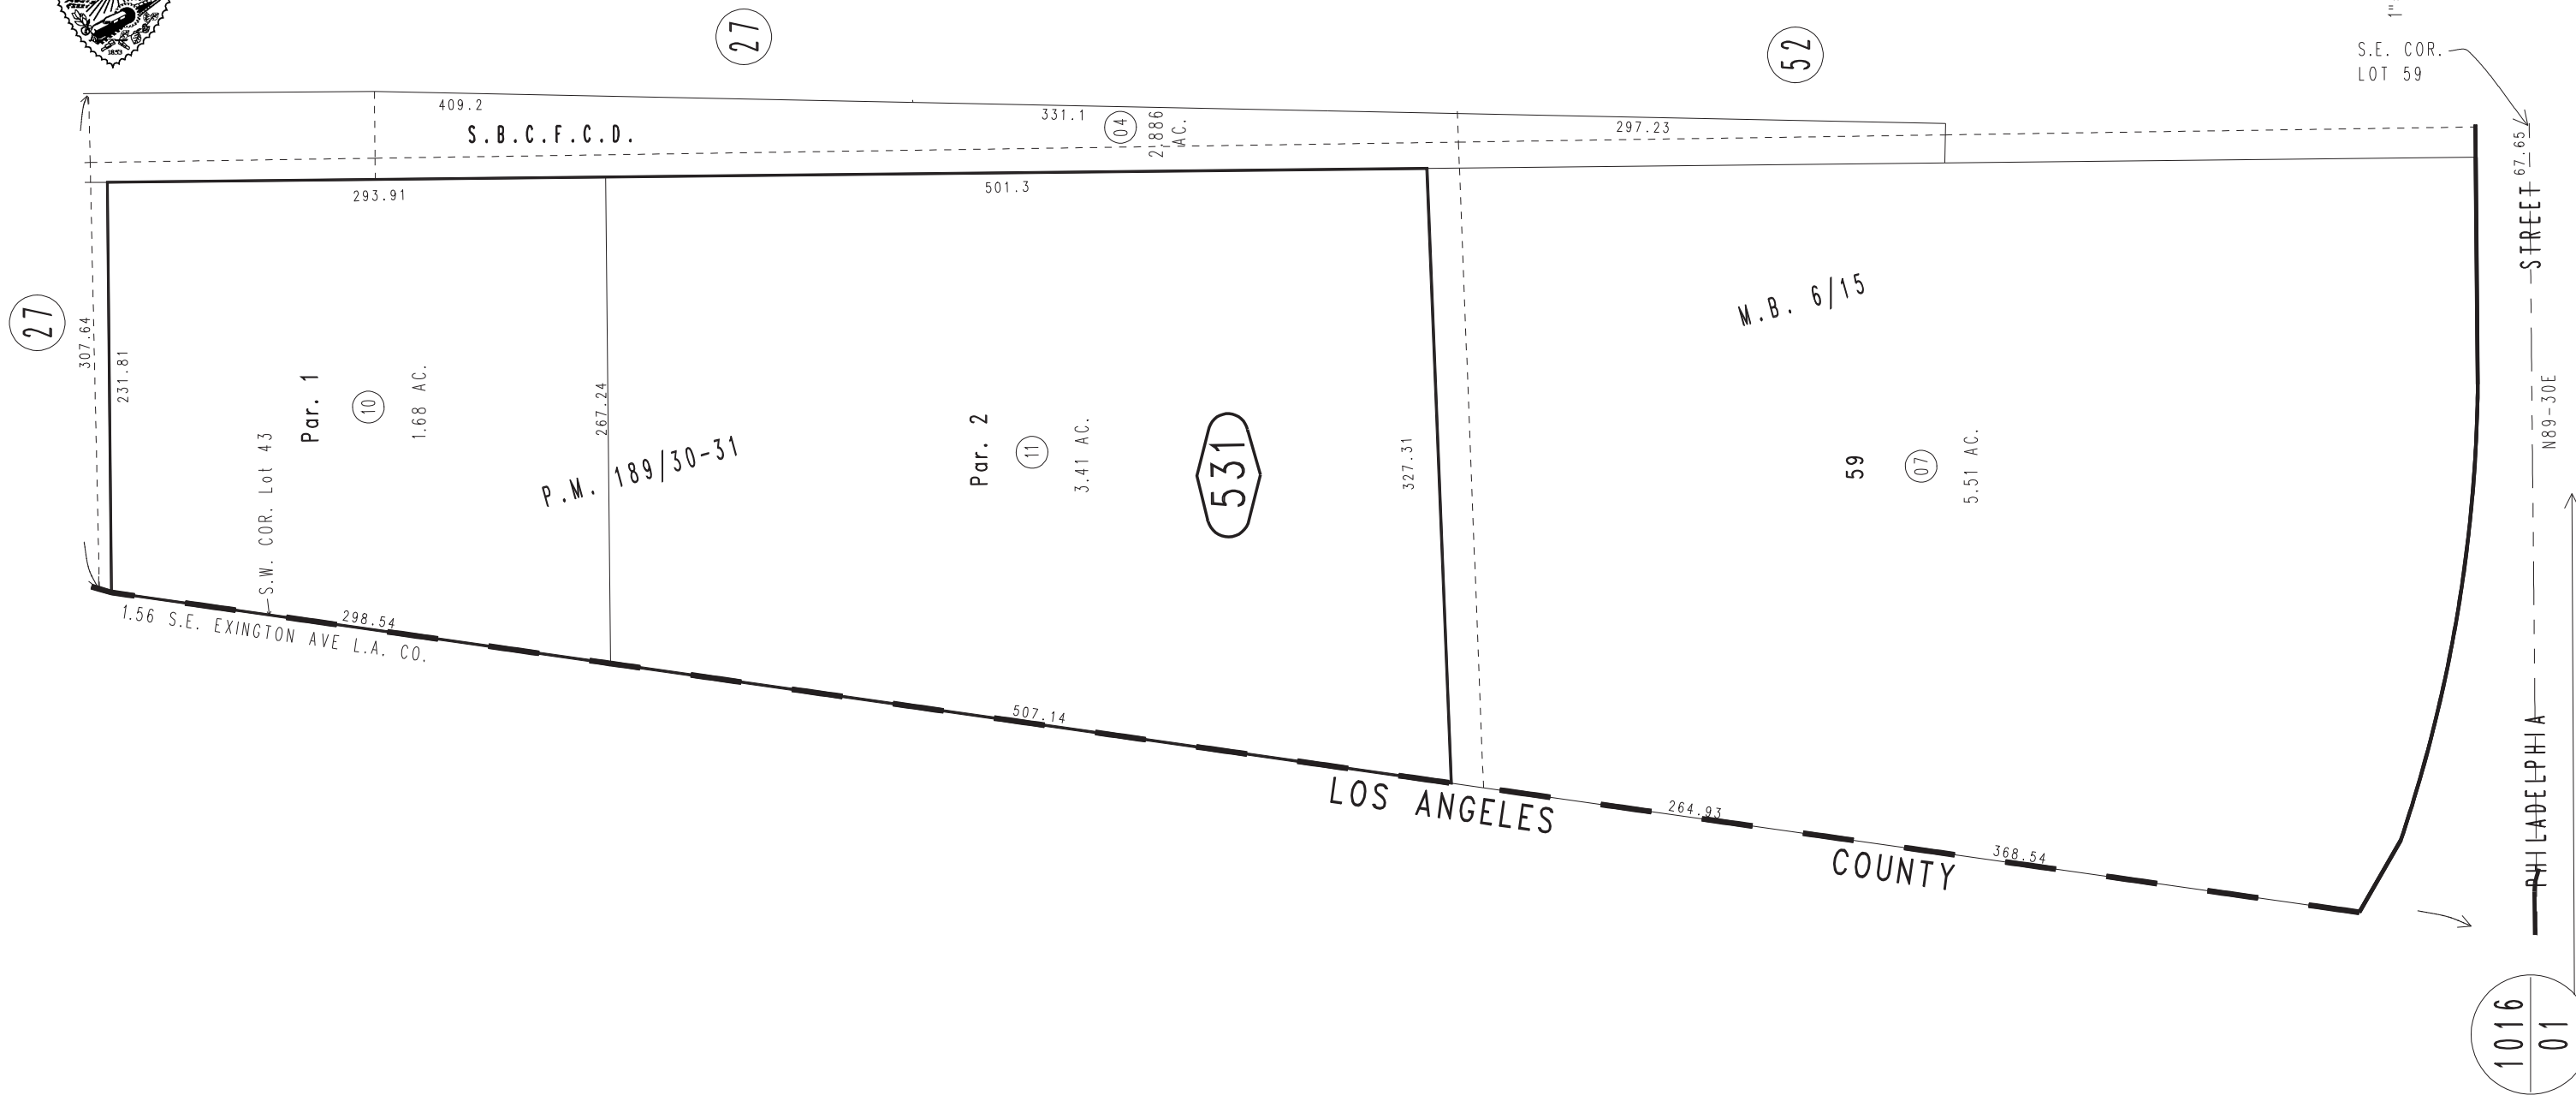 1853
27
52
1"
S.E. COR.
LOT 59
409.2
331.1
297.23
S.B.C.F.C.D.
04
2.886
AC.
67.65
293.91
501.3
STREET
27
307.64
231.81
M.B. 6/15
Par. 1
10
1.68 AC.
267.24
Par. 2
11
3.41 AC.
531
327.31
59
07
5.51 AC.
N89-30E
S.W. COR. Lot 43
P.M. 189/30-31
298.54
1.56 S.E. EXINGTON AVE L.A. CO.
507.14
LOS ANGELES
264.93
COUNTY
368.54
PHILADELPHIA
1016
01